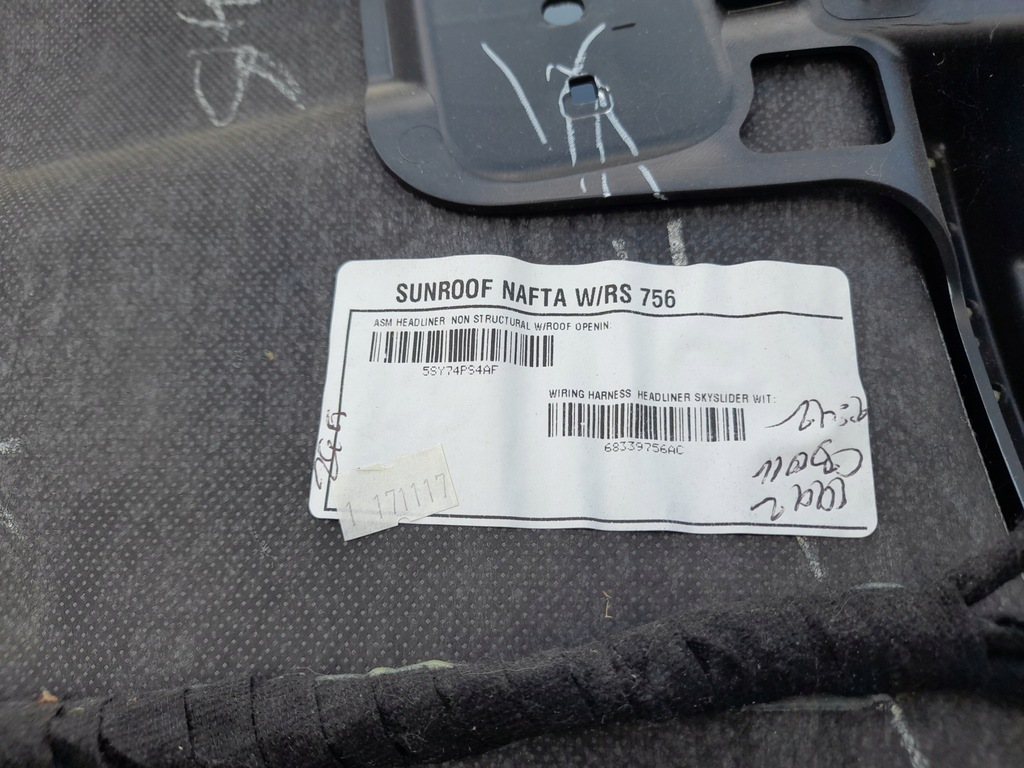 SUNROOF NAFTA W/RS 756
ASM HEADLINER NON STRUCTURAL W/ROOF OPENIN:
5SY74PS4AF
WIRING HARNESS HEADLINER SKYSLIDER WIT:
68339756AC
1 171117